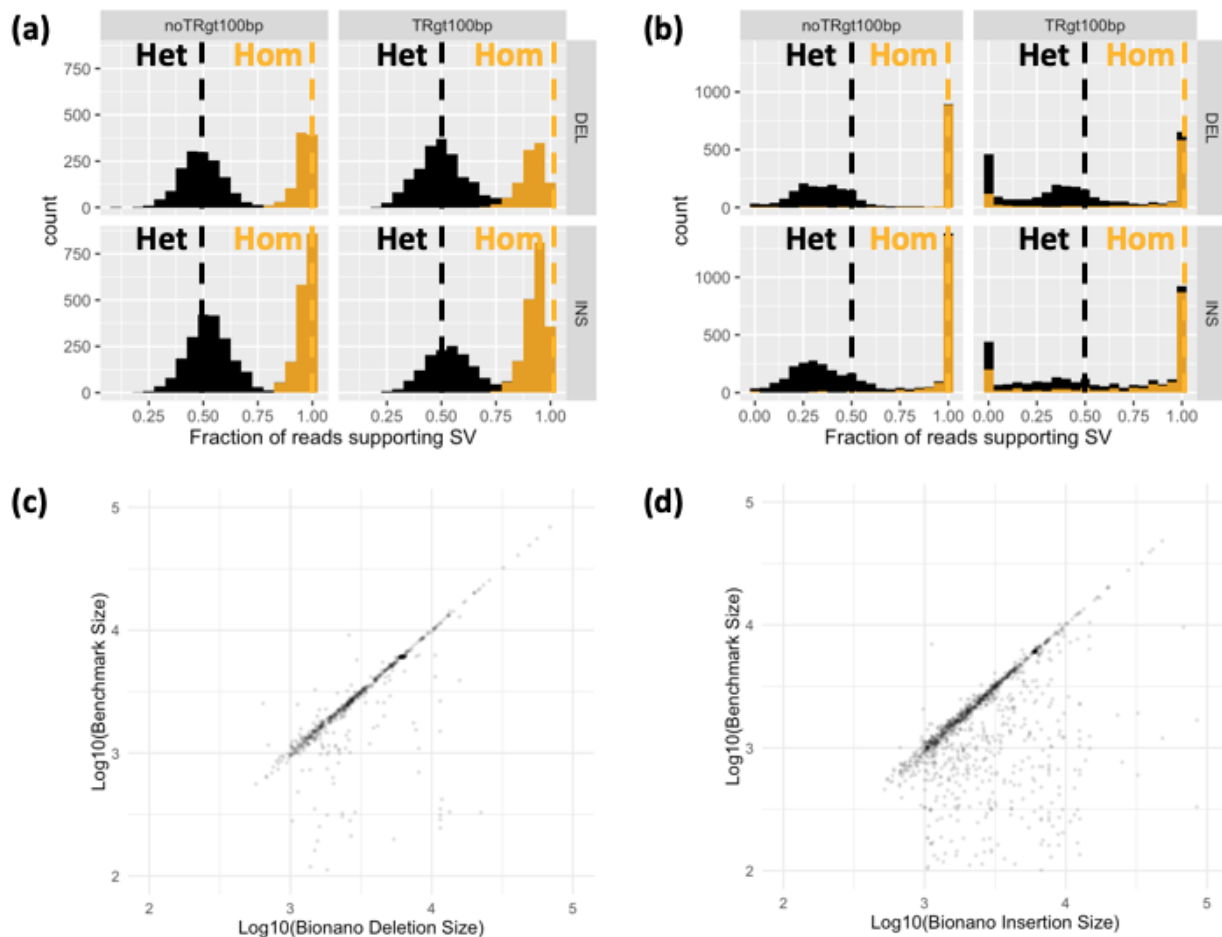 (a)
noTRgt100bp TRgt100bp
Het Hom Het Hom
750
500
250
0
DEL
count
Het Hom Het Hom
750
500
250
0
INS
0.25 0.50 0.75 1.00 0.25 0.50 0.75 1.00
Fraction of reads supporting SV
(b)
noTRgt100bp TRgt100bp
Het Hom Het Hom
1000
500
0
DEL
count
Het Hom Het Hom
1000
500
0
INS
0.00 0.25 0.50 0.75 1.00 0.00 0.25 0.50 0.75 1.00
Fraction of reads supporting SV
(c)
5
4
3
2
Log10(Benchmark Size)
2 3 4 5
Log10(Bionano Deletion Size)
(d)
5
4
3
2
Log10(Benchmark Size)
2 3 4 5
Log10(Bionano Insertion Size)